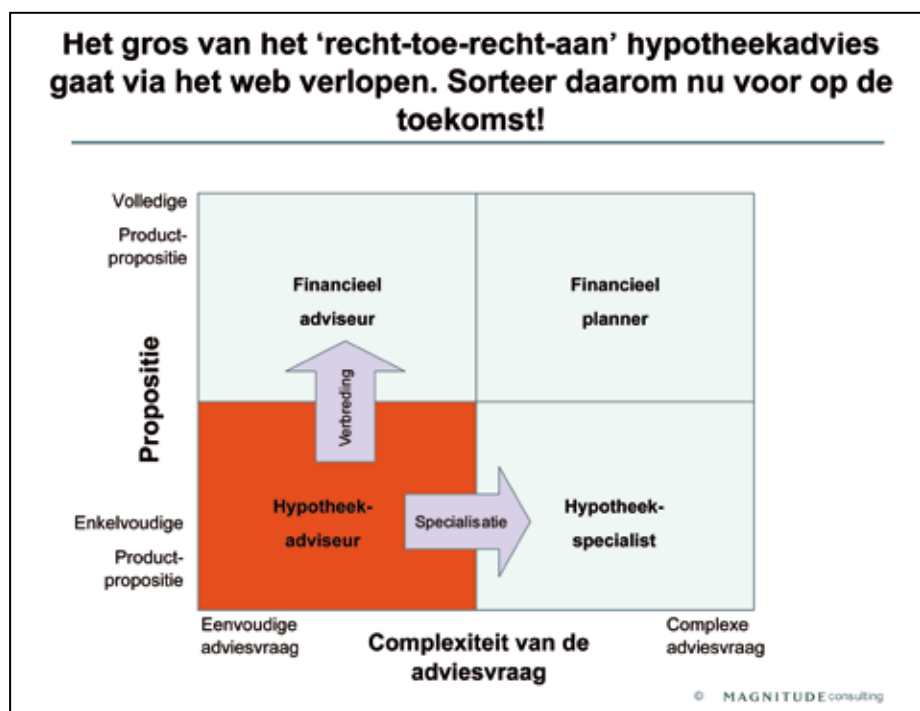 Het gros van het ‘recht-toe-recht-aan’ hypotheekadvies
gaat via het web verlopen. Sorteer daarom nu voor op de
toekomst!
Volledige
Product-
propositie
Propositie
Enkelvoudige
Product-
propositie
Financieel
adviseur
Financieel
planner
Verbreding
Hypotheek-
adviseur
Specialisatie
Hypotheek-
specialist
Eenvoudige
adviesvraag
Complexiteit van de
adviesvraag
Complexe
adviesvraag
© MAGNITUDE consulting